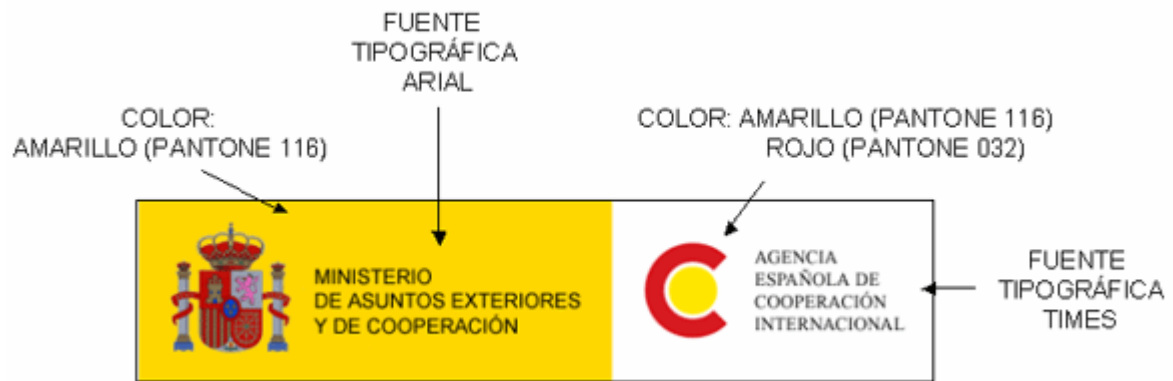 FUENTE
TIPOGRÁFICA
ARIAL
COLOR:
AMARILLO (PANTONE 116)
COLOR: AMARILLO (PANTONE 116)
ROJO (PANTONE 032)
MINISTERIO
DE ASUNTOS EXTERIORES
Y DE COOPERACIÓN
AGENCIA
ESPAÑOLA DE
COOPERACIÓN
INTERNACIONAL
FUENTE
TIPOGRÁFICA
TIMES